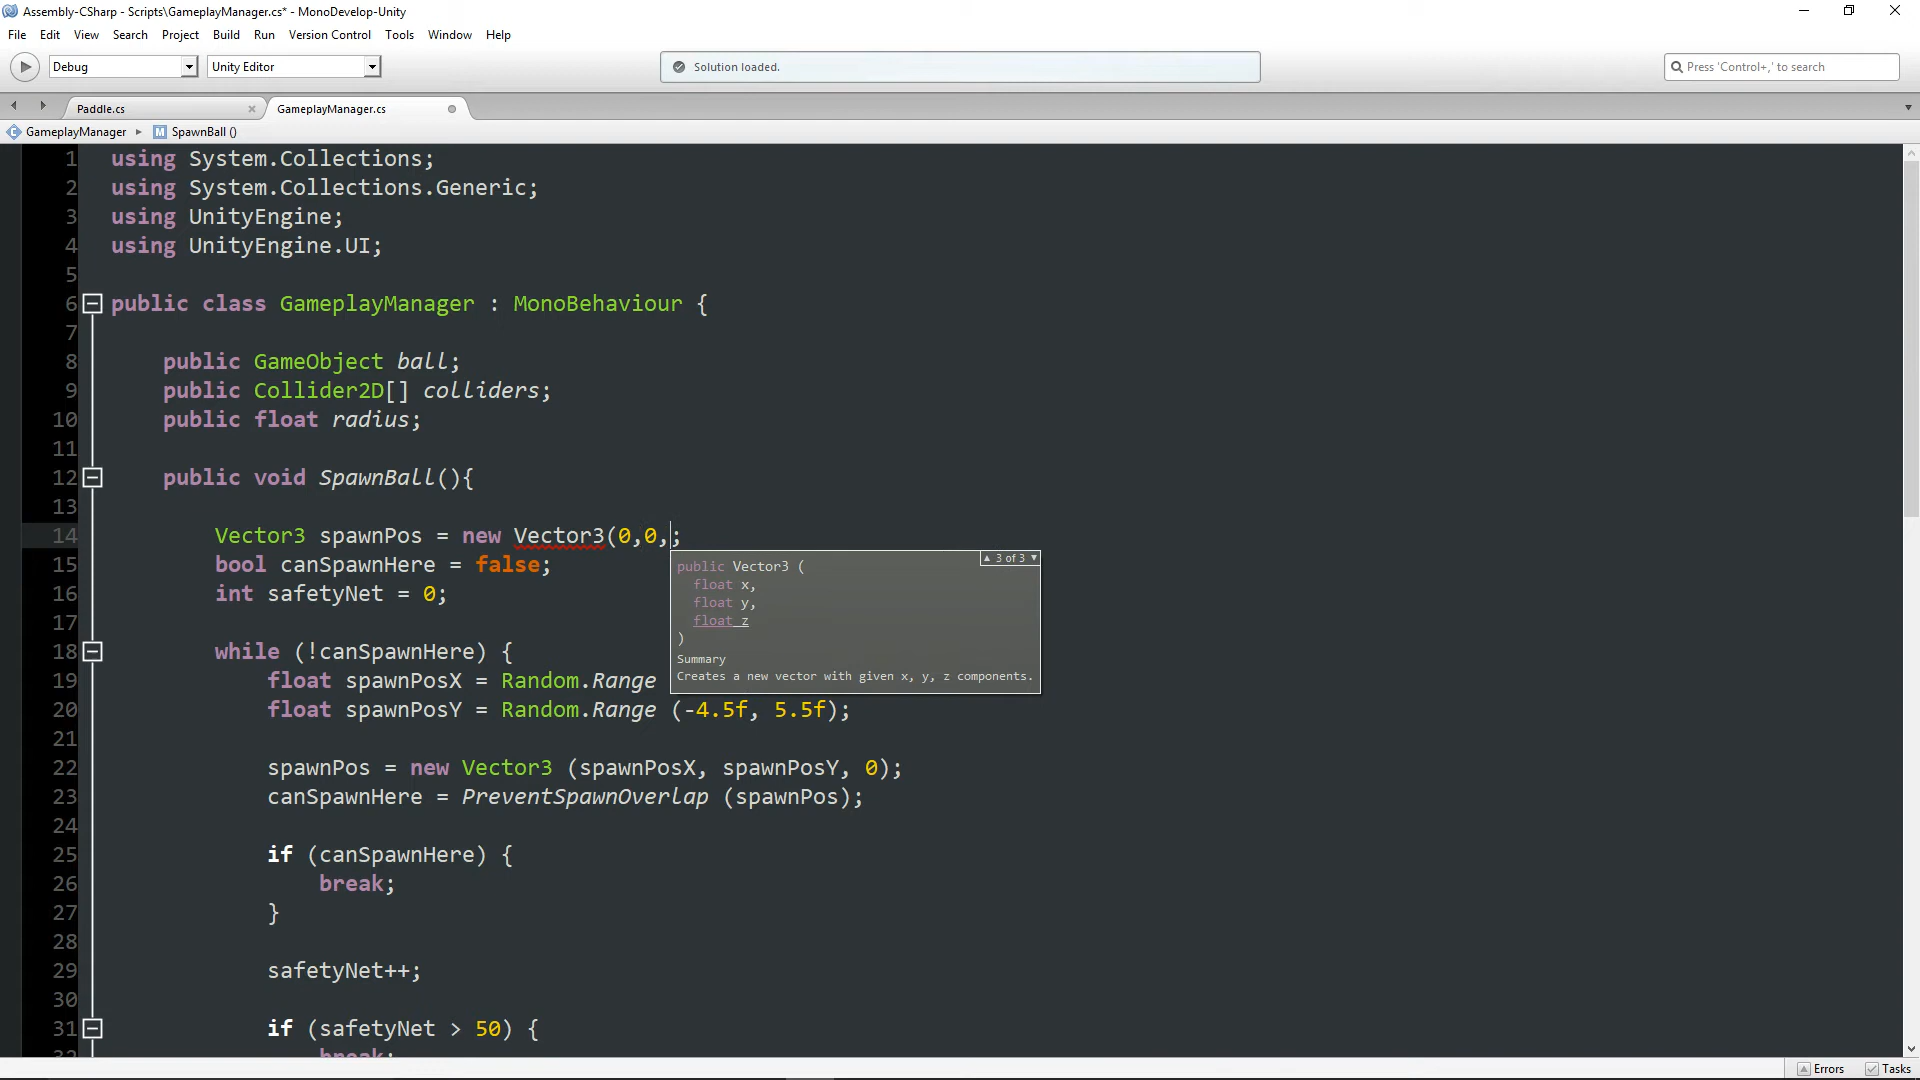 Assembly-CSharp - Scripts\GameplayManager.cs* - MonoDevelop-Unity
File Edit View Search Project Build Run Version Control Tools Window Help
Debug Unity Editor Solution loaded. Press 'Control+,' to search
Paddle.cs GameplayManager.cs
GameplayManager SpawnBall ()
1 using System.Collections;
2 using System.Collections.Generic;
3 using UnityEngine;
4 using UnityEngine.UI;
5
6 public class GameplayManager : MonoBehaviour {
7
8 public GameObject ball;
9 public Collider2D[] colliders;
10 public float radius;
11
12 public void SpawnBall(){
13
14 Vector3 spawnPos = new Vector3(0,0,;
15 bool canSpawnHere = false;
16 int safetyNet = 0;
17
18 while (!canSpawnHere) {
19 float spawnPosX = Random.Range
20 float spawnPosY = Random.Range (-4.5f, 5.5f);
21
22 spawnPos = new Vector3 (spawnPosX, spawnPosY, 0);
23 canSpawnHere = PreventSpawnOverlap (spawnPos);
24
25 if (canSpawnHere) {
26 break;
27 }
28
29 safetyNet++;
30
31 if (safetyNet > 50) {
32 break;
3 of 3
public Vector3 (
float x,
float y,
float z
)
Summary
Creates a new vector with given x, y, z components.
Errors Tasks